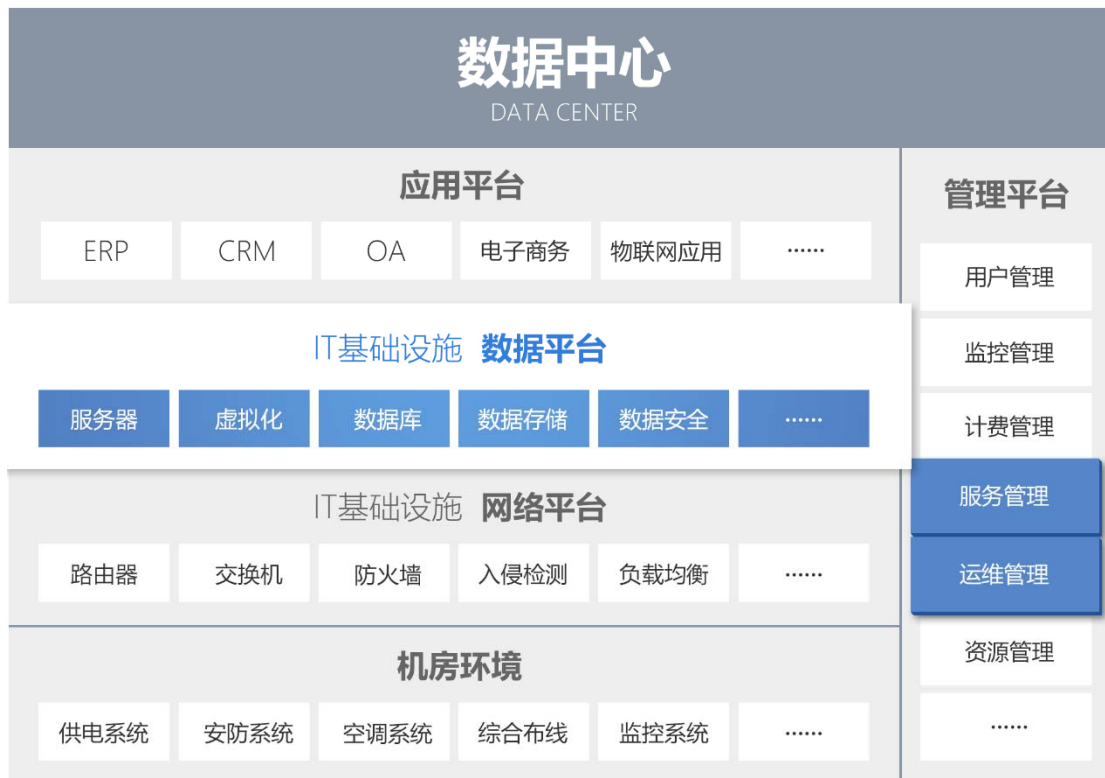 数据中心
DATA CENTER
应用平台
ERP CRM OA 电子商务 物联网应用 ……
IT基础设施 数据平台
服务器 虚拟化 数据库 数据存储 数据安全 ……
IT基础设施 网络平台
路由器 交换机 防火墙 入侵检测 负载均衡 ……
机房环境
供电系统 安防系统 空调系统 综合布线 监控系统 ……
管理平台
用户管理
监控管理
计费管理
服务管理
运维管理
资源管理
……